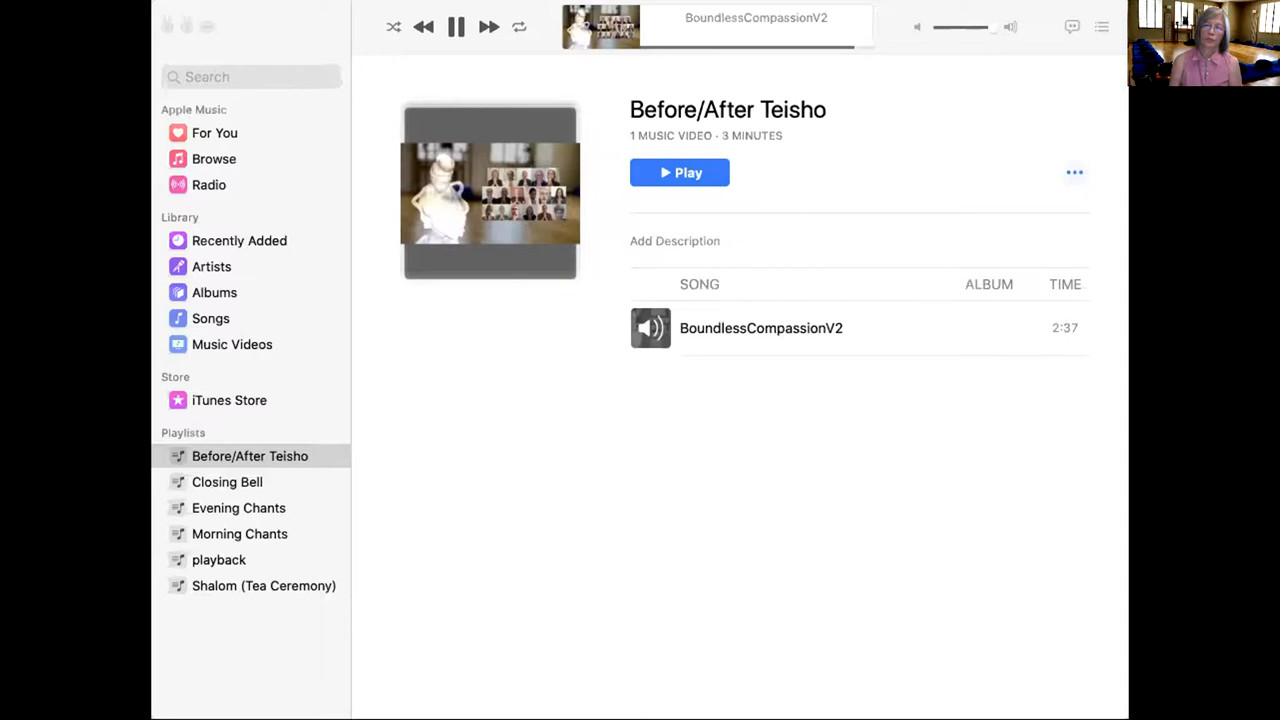 BoundlessCompassionV2
Search
Apple Music
For You
Browse
Radio
Library
Recently Added
Artists
Albums
Songs
Music Videos
Store
iTunes Store
Playlists
Before/After Teisho
Closing Bell
Evening Chants
Morning Chants
playback
Shalom (Tea Ceremony)
Before/After Teisho
1 MUSIC VIDEO · 3 MINUTES
Play
Add Description
SONG ALBUM TIME
BoundlessCompassionV2 2:37